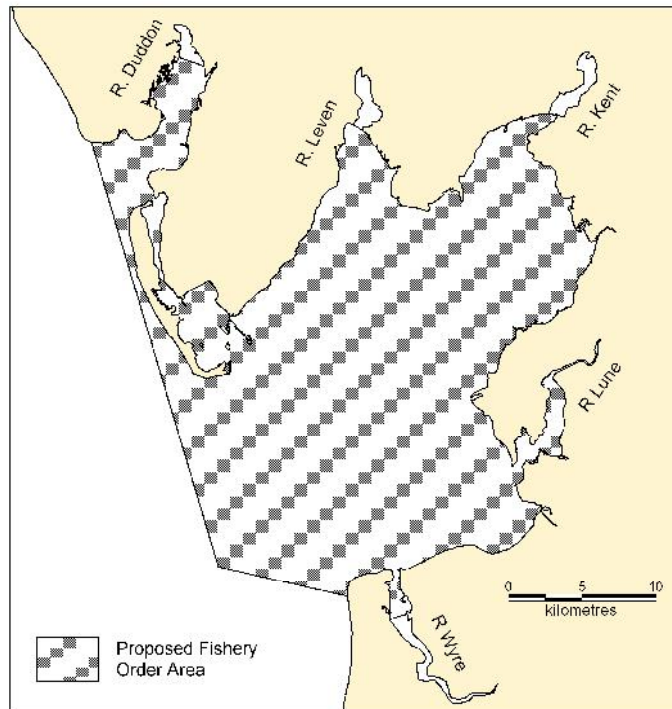 R. Duddon
R. Leven
R. Kent
R Lune
0 5 10
kilometres
R Wyre
Proposed Fishery
Order Area